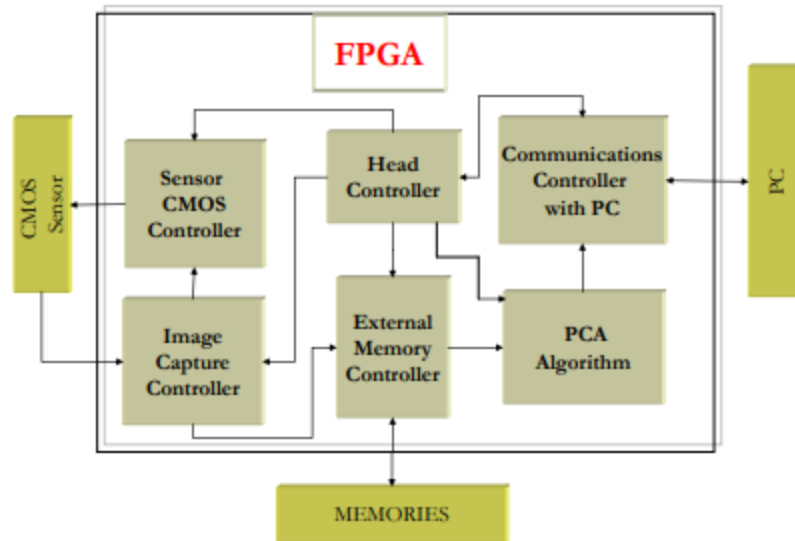 FPGA
CMOS
Sensor
Sensor
CMOS
Controller
Head
Controller
Communications
Controller
with PC
PC
Image
Capture
Controller
External
Memory
Controller
PCA
Algorithm
MEMORIES